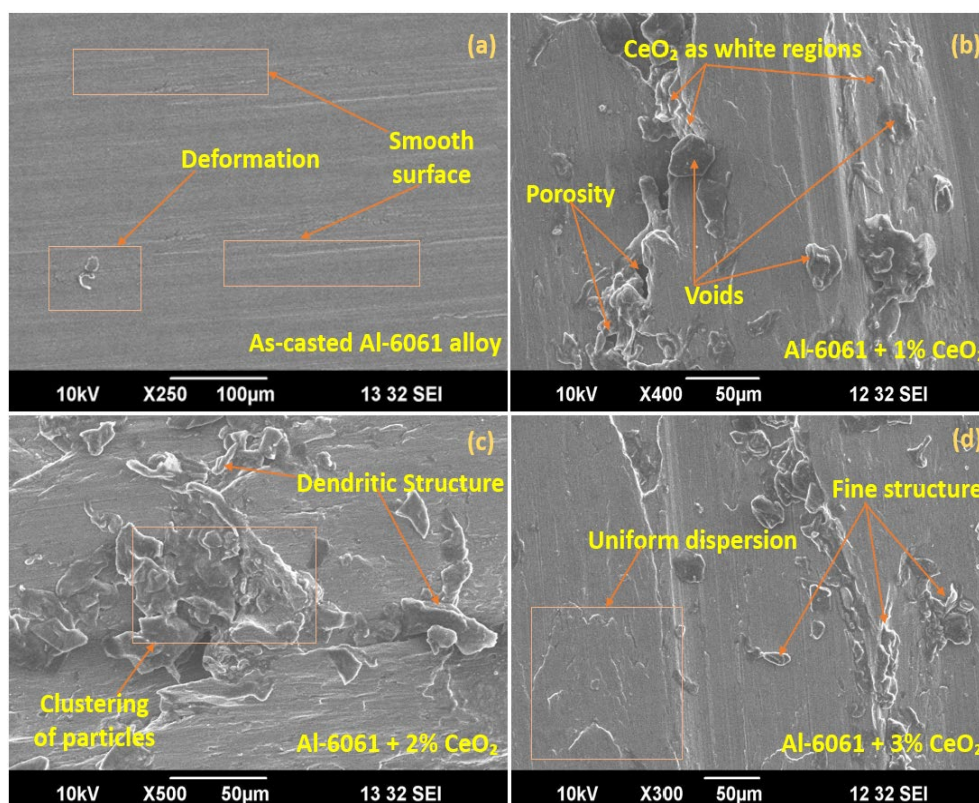 (a)
Smooth
surface
Deformation
As-casted Al-6061 alloy
10kV X250 100µm 13 32 SEI
(b)
CeO₂ as white regions
Porosity
Voids
Al-6061 + 1% CeO₂
10kV X400 50µm 12 32 SEI
(c)
Dendritic Structure
Clustering
of particles
Al-6061 + 2% CeO₂
10kV X500 50µm 13 32 SEI
(d)
Fine structure
Uniform dispersion
Al-6061 + 3% CeO₂
10kV X300 50µm 12 32 SEI